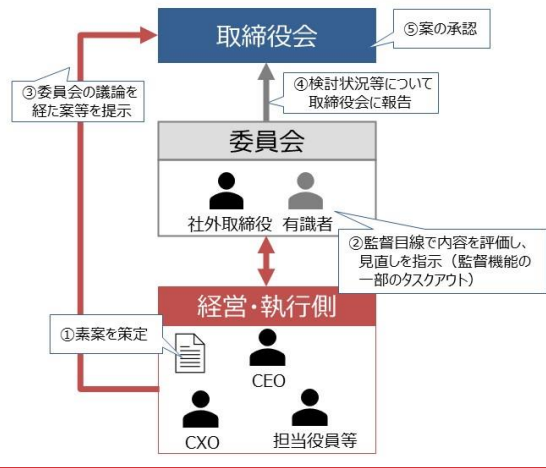 取締役会
⑤案の承認
③委員会の議論を
経た案等を提示
④検討状況等について
取締役会に報告
委員会
社外取締役 有識者
②監督目線で内容を評価し、
見直しを指示（監督機能の
一部のタスクアウト）
経営・執行側
①素案を策定
CEO
CXO
担当役員等